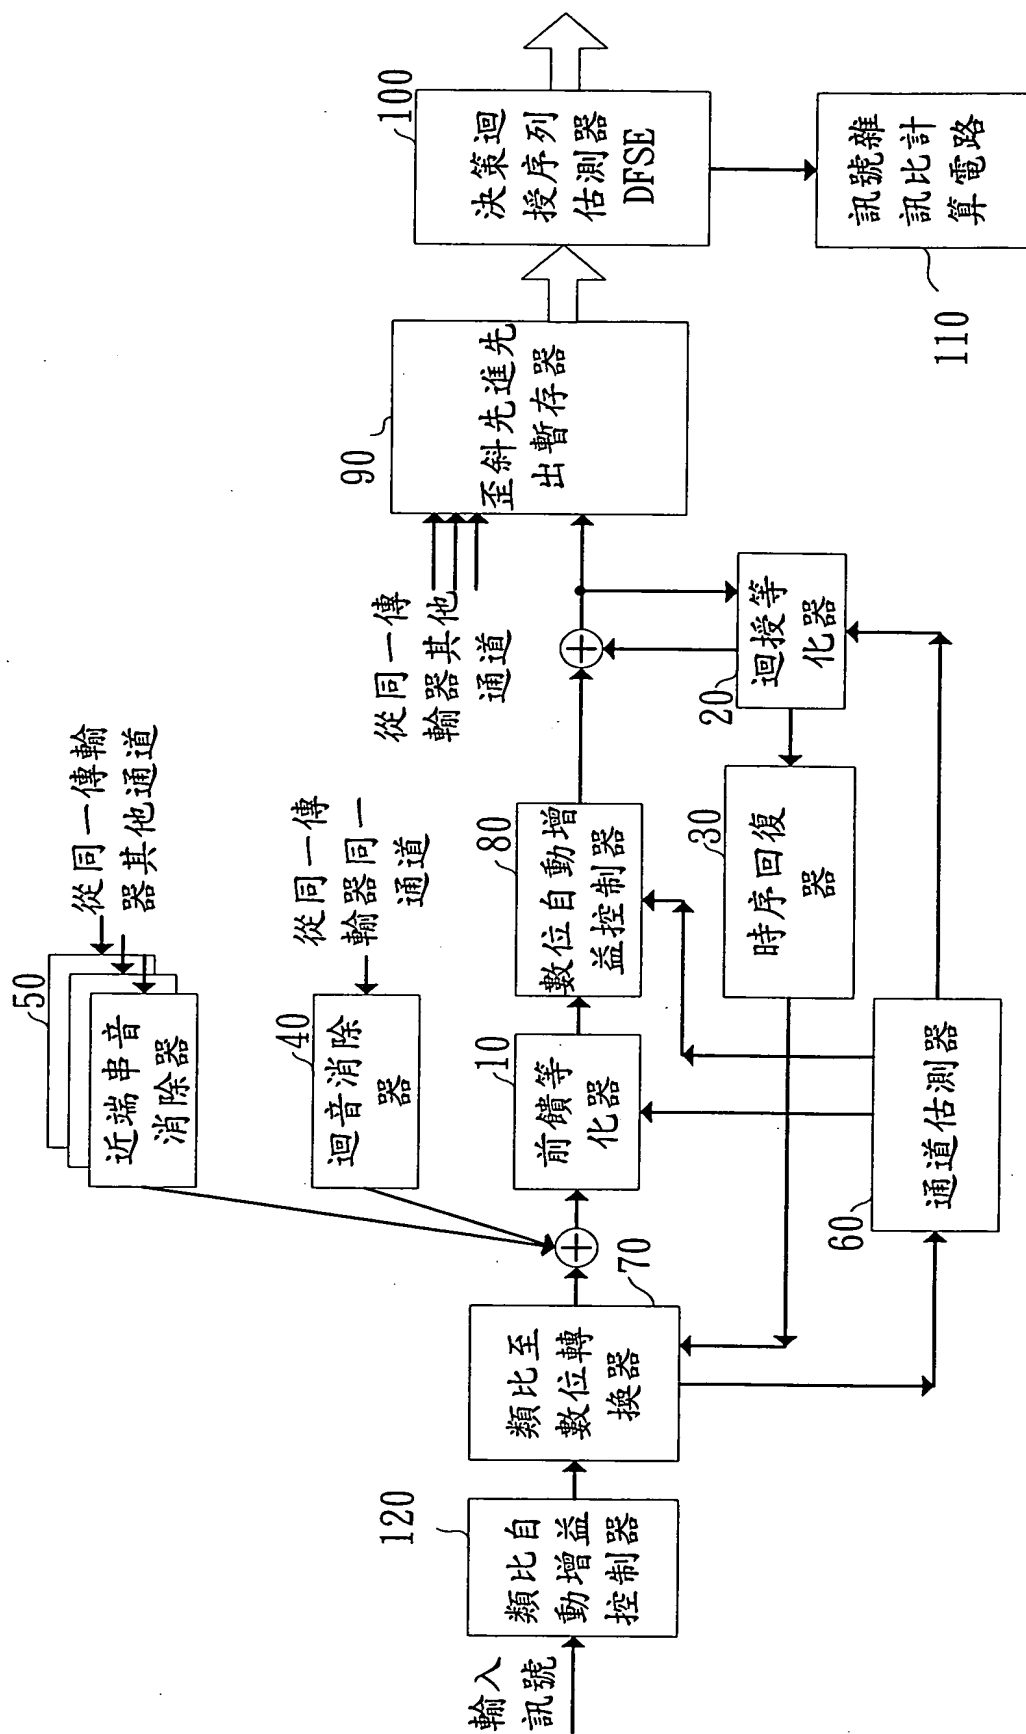 50
近端串音
消除器
從同一傳輸
器其他通道
40
迴音消除
器
從同一傳
輸器同一
通道
輸入
訊號
120
類比自
動增益
控制器
類比至
數位轉
換器
70
10
前饋等
化器
80
數位自動增
益控制器
從同一傳
輸器其他
通道
90
歪斜先進先
出暫存器
100
決策迴
授序列
估測器
DFSE
20
迴授等
化器
30
時序回復
器
60
通道估測器
110
訊號雜
訊比計
算電路